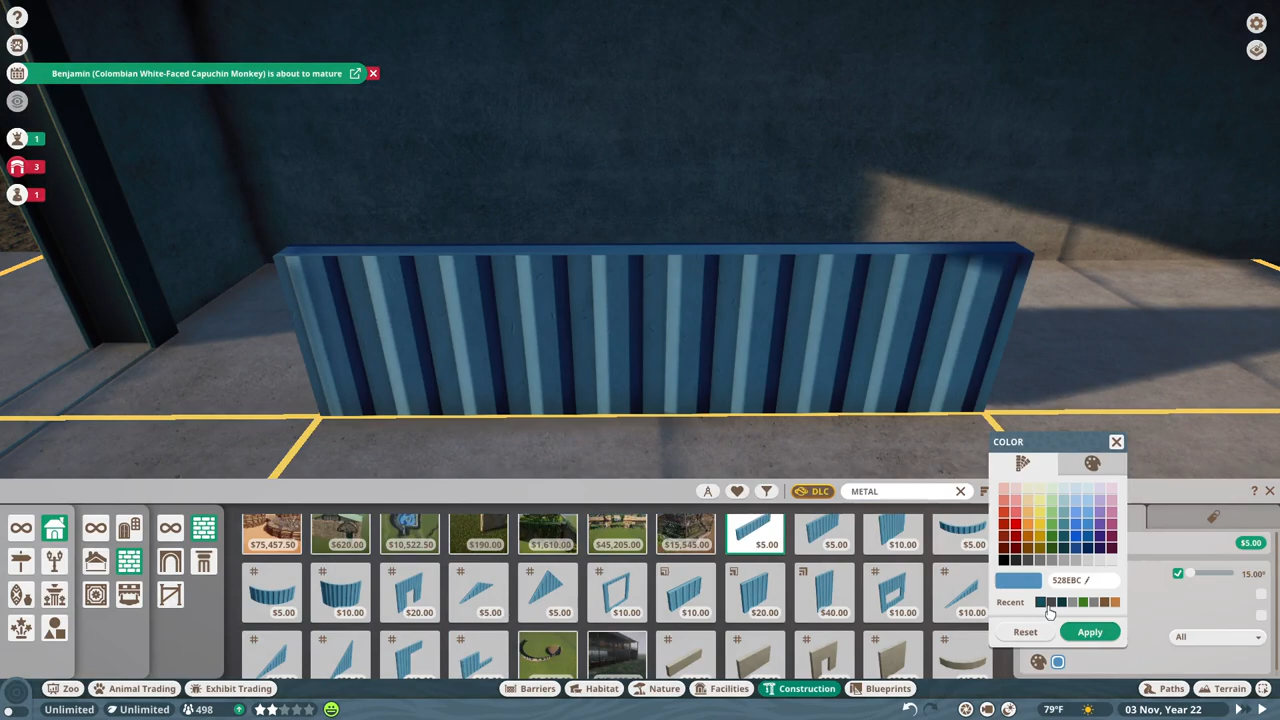 ?
Benjamin (Colombian White-Faced Capuchin Monkey) is about to mature
1
3
1
COLOR
528EBC
Recent
Reset Apply
DLC METAL
?
$75,457.50 $620.00 $10,522.50 $190.00 $1,610.00 $45,205.00 $15,545.00 $5.00 $5.00 $10.00 $5.00
$5.00 $10.00 $20.00 $5.00 $5.00 $10.00 $10.00 $20.00 $40.00 $10.00 $10.00
$5.00
15.00°
All
Zoo Animal Trading Exhibit Trading Barriers Habitat Nature Facilities Construction Blueprints Paths Terrain
Unlimited Unlimited 498 79°F 03 Nov, Year 22